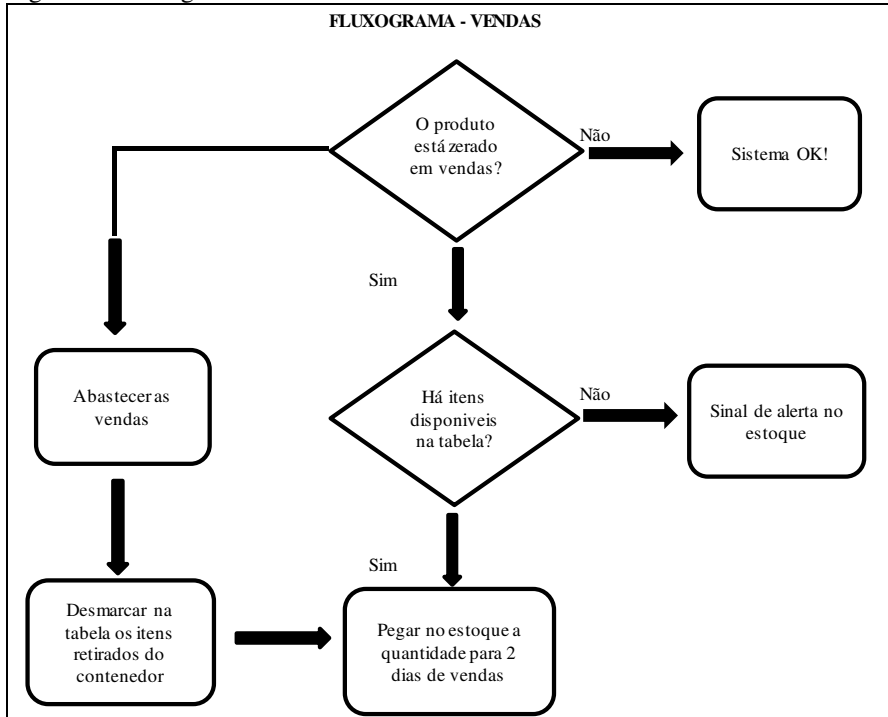 FLUXOGRAMA - VENDAS
O produto
está zerado
em vendas?
Não
Sistema OK!
Sim
Abastecer as
vendas
Há itens
disponiveis
na tabela?
Não
Sinal de alerta no
estoque
Sim
Desmarcar na
tabela os itens
retirados do
contenedor
Pegar no estoque a
quantidade para 2
dias de vendas